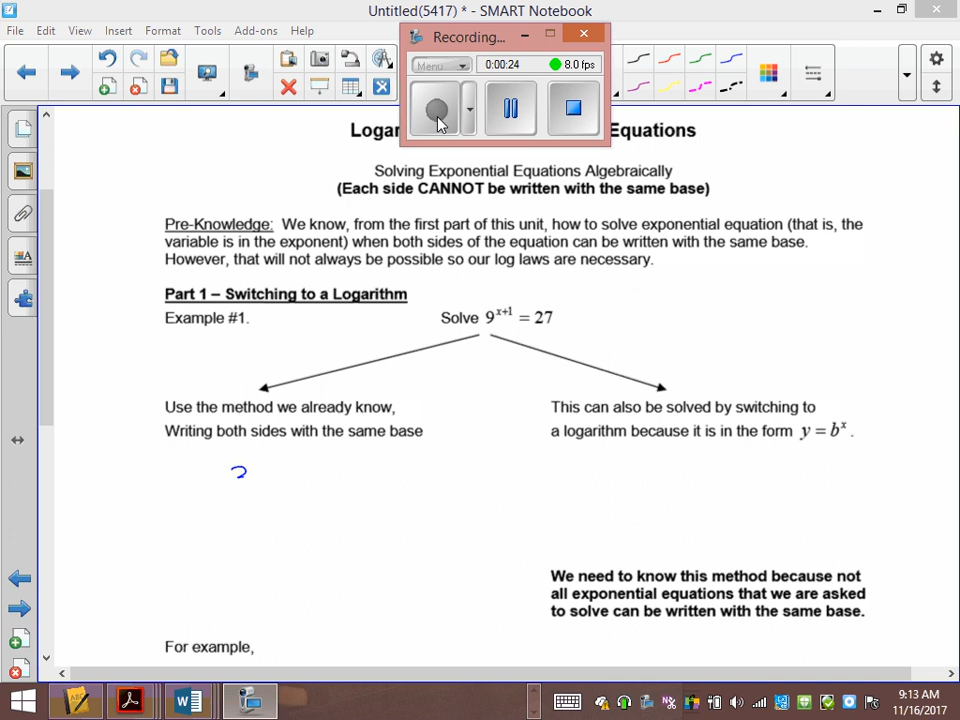 Untitled(5417) * - SMART Notebook
File Edit View Insert Format Tools Add-ons Help
Recording...
Menu 0:00:24 8.0 fps
Logar Equations
Solving Exponential Equations Algebraically
(Each side CANNOT be written with the same base)
Pre-Knowledge: We know, from the first part of this unit, how to solve exponential equation (that is, the
variable is in the exponent) when both sides of the equation can be written with the same base.
However, that will not always be possible so our log laws are necessary.
Part 1 – Switching to a Logarithm
Example #1. Solve 9^{x+1} = 27
Use the method we already know,
Writing both sides with the same base
This can also be solved by switching to
a logarithm because it is in the form y = b^x .
We need to know this method because not
all exponential equations that we are asked
to solve can be written with the same base.
For example,
9:13 AM
11/16/2017